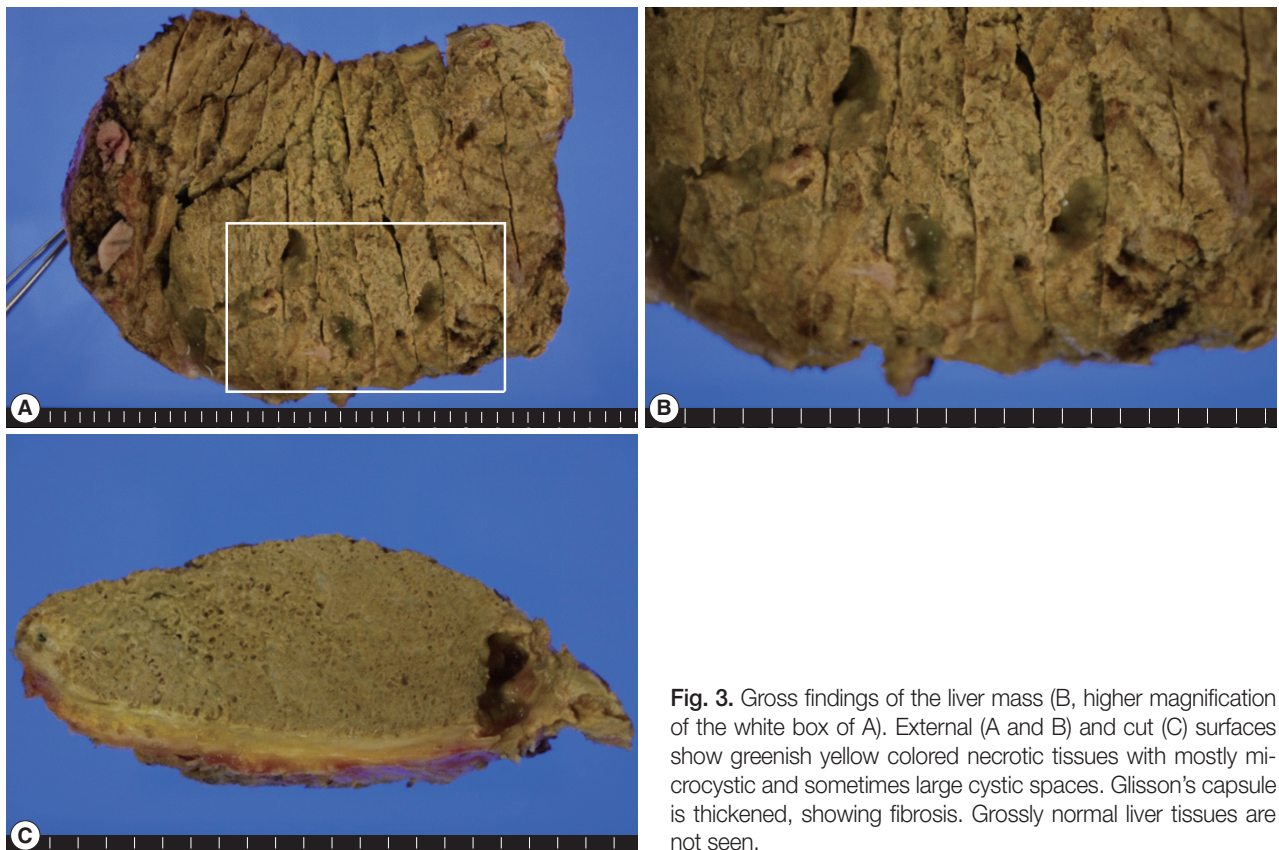 A
B
C
Fig. 3. Gross findings of the liver mass (B, higher magnification
of the white box of A). External (A and B) and cut (C) surfaces
show greenish yellow colored necrotic tissues with mostly mi-
crocystic and sometimes large cystic spaces. Glisson's capsule
is thickened, showing fibrosis. Grossly normal liver tissues are
not seen.